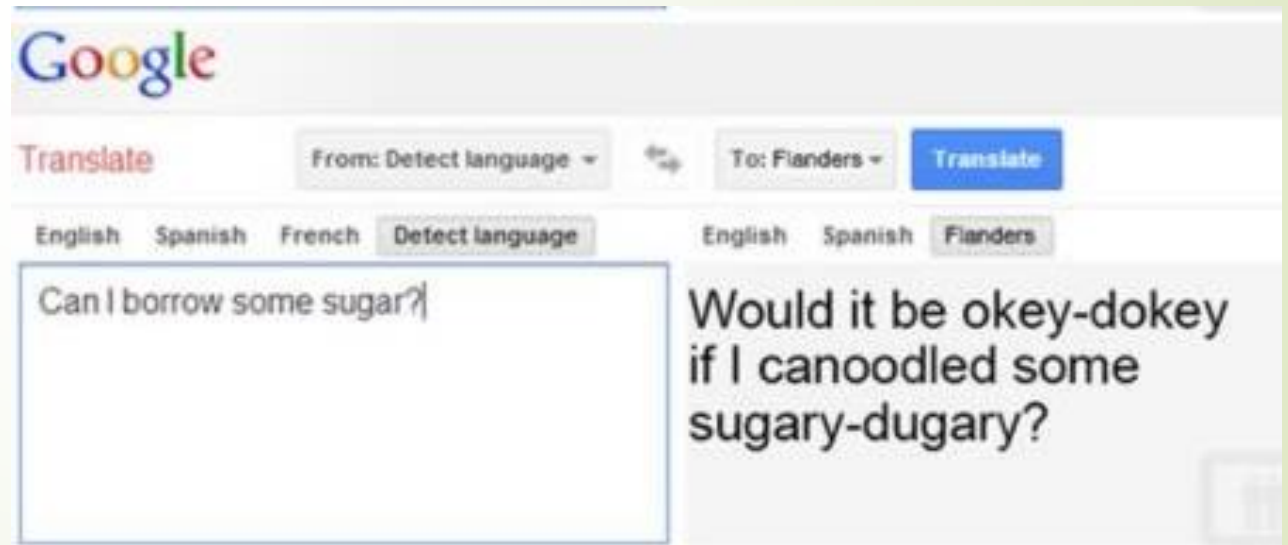 Google
Translate From: Detect language To: Flanders Translate
English Spanish French Detect language English Spanish Flanders
Can I borrow some sugar?
Would it be okey-dokey
if I canoodled some
sugary-dugary?